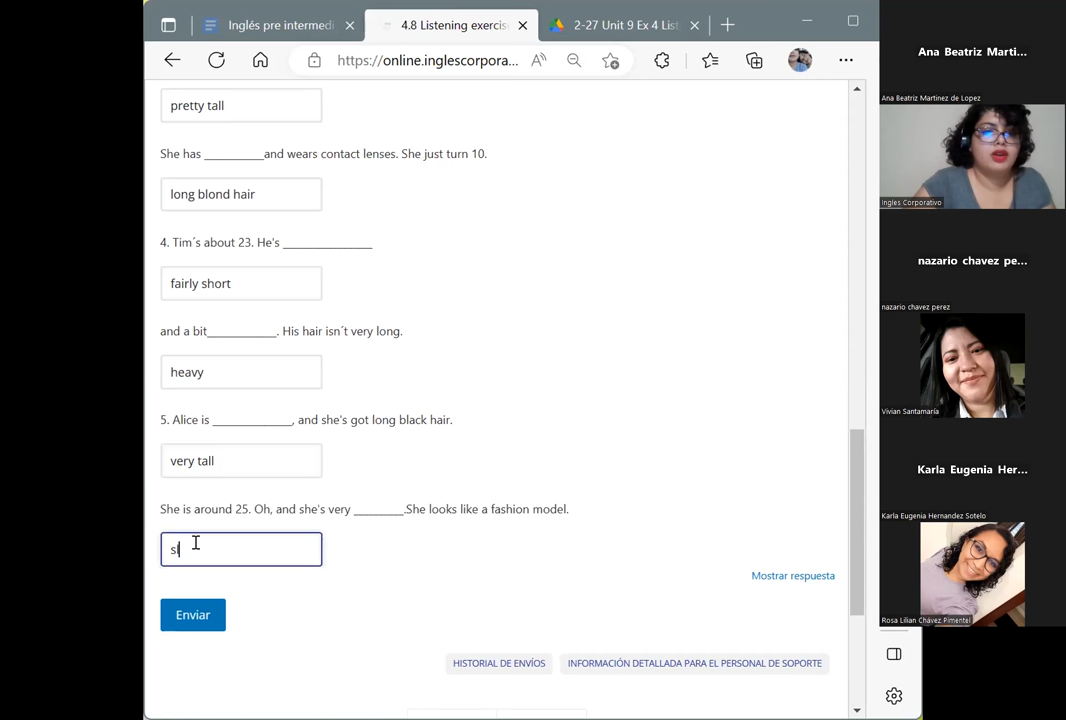 Inglés pre intermedi
4.8 Listening exercis
2-27 Unit 9 Ex 4 List
https://online.inglescorpora...
pretty tall
She has __________and wears contact lenses. She just turn 10.
long blond hair
4. Tim´s about 23. He's _______________
fairly short
and a bit____________. His hair isn´t very long.
heavy
5. Alice is _____________, and she's got long black hair.
very tall
She is around 25. Oh, and she's very ________.She looks like a fashion model.
sl
Mostrar respuesta
Enviar
HISTORIAL DE ENVÍOS
INFORMACIÓN DETALLADA PARA EL PERSONAL DE SOPORTE
Ana Beatriz Marti...
Ana Beatriz Martinez de Lopez
Ingles Corporativo
nazario chavez pe...
nazario chavez perez
Vivian Santamaría
Karla Eugenia Her...
Karla Eugenia Hernandez Sotelo
Rosa Lilian Chávez Pimentel